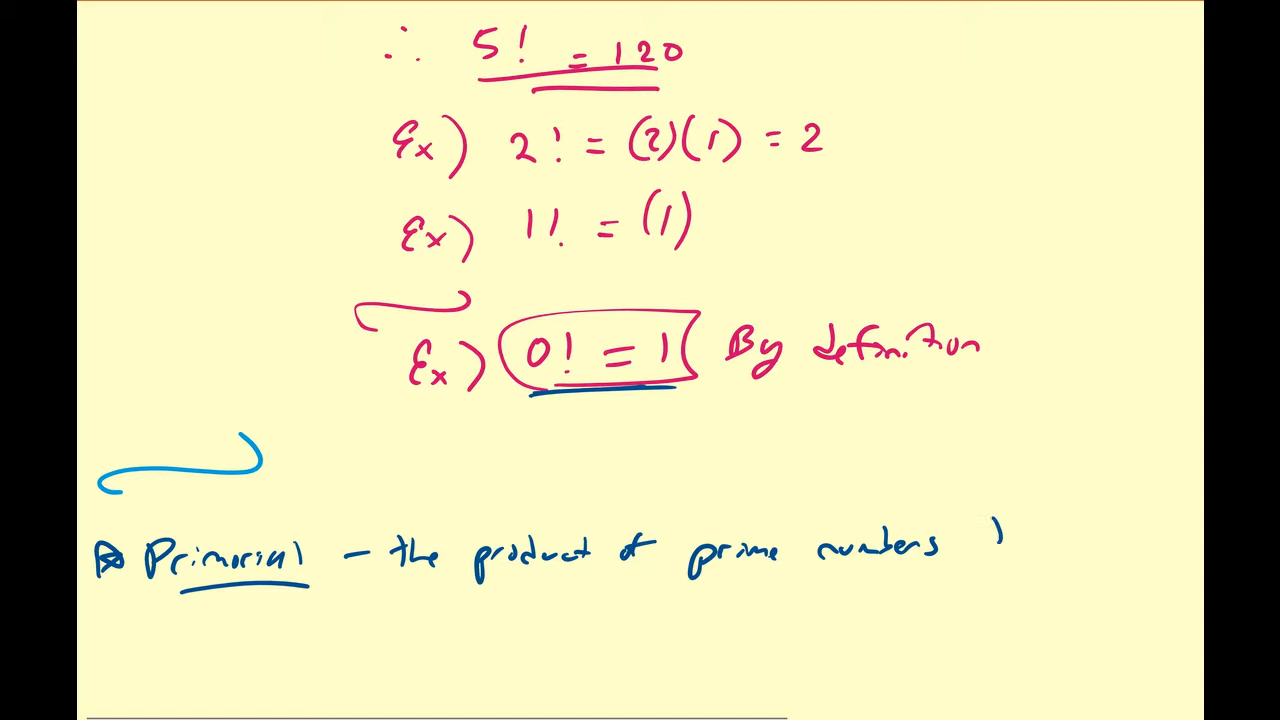 ∴ 5! = 120
Ex) 2! = (2)(1) = 2
Ex) 1! = (1)
Ex) 0! = 1 By definition
☆ Primorial - the product of prime numbers )